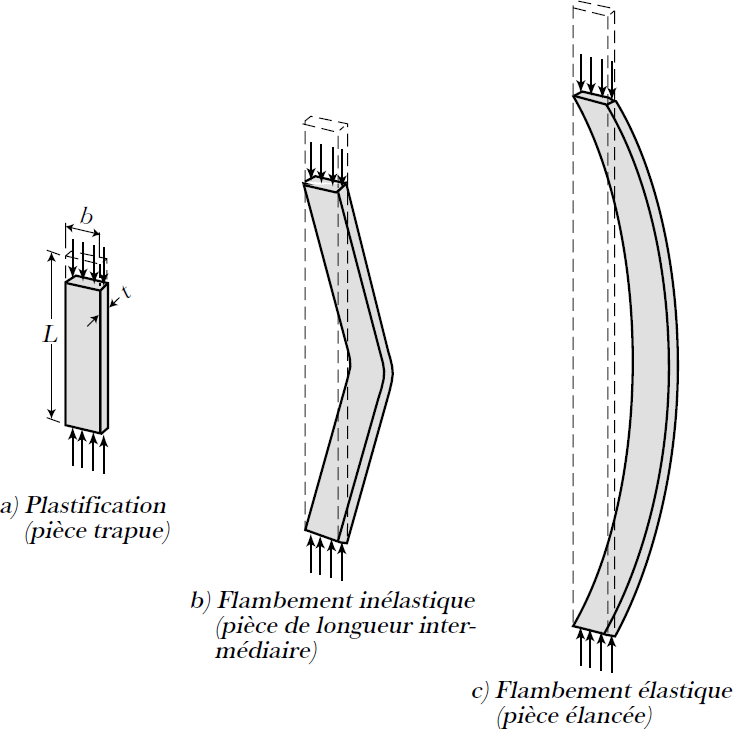 b
t
L
a) Plastification
(pièce trapue)
b) Flambement inélastique
(pièce de longueur inter-
médiaire)
c) Flambement élastique
(pièce élancée)